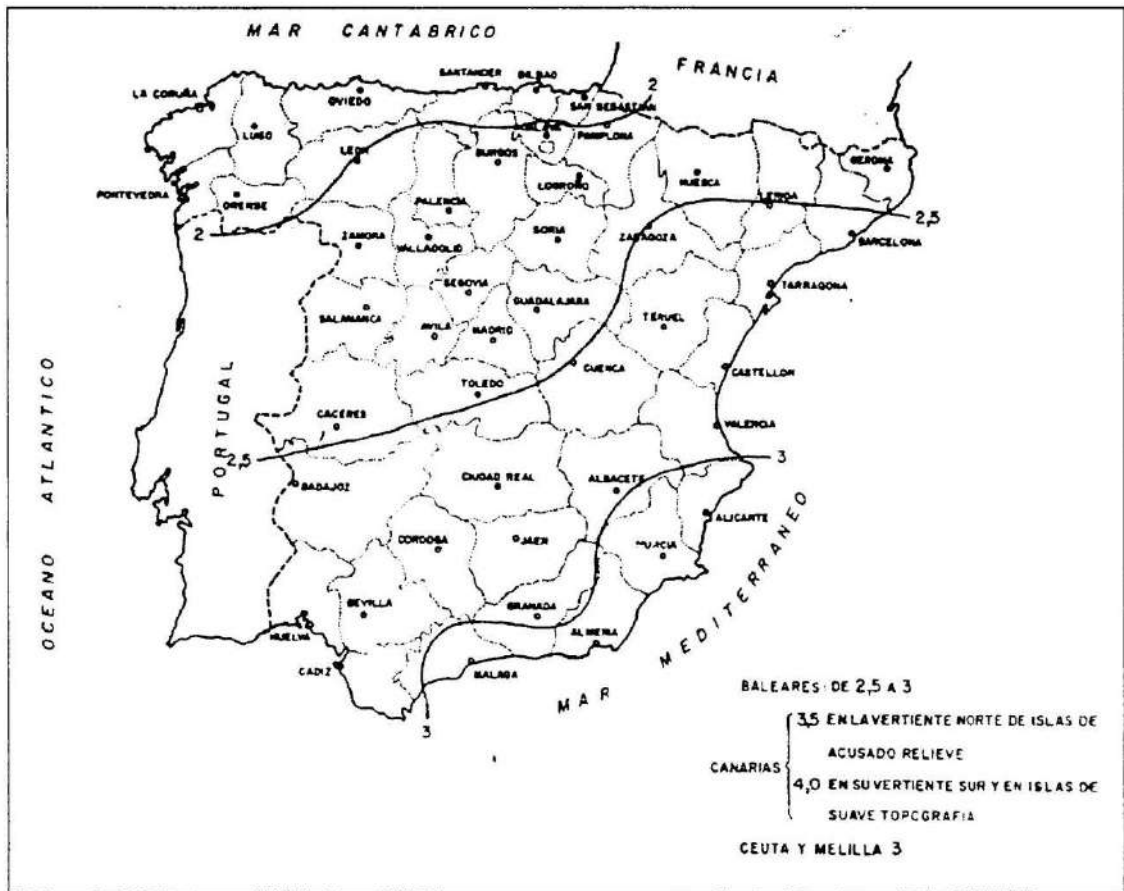 MAR CANTABRICO
FRANCIA
LA CORUÑA
LUGO
OVIEDO
SANTANDER
BILBAO
SAN SEBASTIAN
2
PAMPLONA
LEON
BURGOS
LOGROÑO
HUESCA
LERIDA
GERONA
PONTEVEDRA
ORENSE
PALENCIA
2
ZAMORA
VALLADOLID
SORIA
ZARAGOZA
2,5
BARCELONA
SEGOVIA
TARRAGONA
SALAMANCA
AVILA
MADRID
GUADALAJARA
TERUEL
CUENCA
CASTELLON
TOLEDO
CACERES
VALENCIA
OCEANO ATLANTICO
PORTUGAL
2,5
BADAJOZ
CIUDAD REAL
ALBACETE
3
ALICANTE
CORDOBA
JAEN
MURCIA
SEVILLA
GRANADA
ALMERIA
HUELVA
CADIZ
MALAGA
3
MAR MEDITERRANEO
BALEARES: DE 2,5 A 3
CANARIAS
3,5 EN LA VERTIENTE NORTE DE ISLAS DE
ACUSADO RELIEVE
4,0 EN SU VERTIENTE SUR Y EN ISLAS DE
SUAVE TOPOGRAFIA
CEUTA Y MELILLA 3